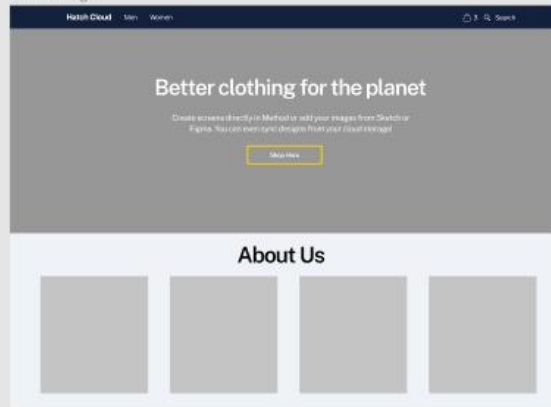 Hatch Cloud Men Women 3 Search
Better clothing for the planet
Create screens directly in Method or add your images from Sketch or
Figma. You can even sync designs from your cloud storage!
Shop Here
About Us